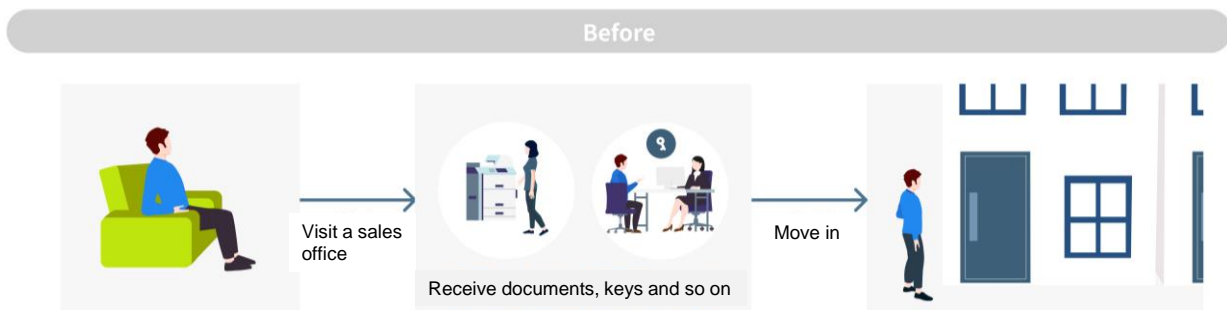 Before
Visit a sales
office
Receive documents, keys and so on
Move in